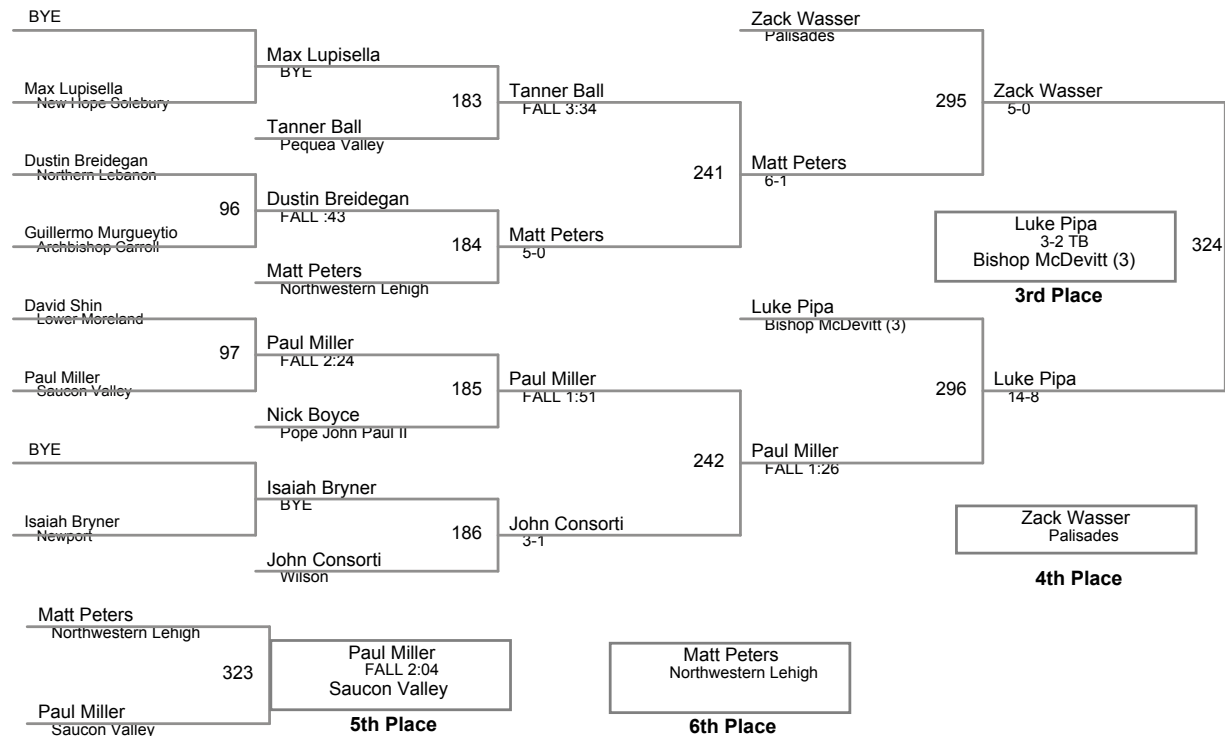 BYE
Max Lupisella
New Hope Solebury
Dustin Breidegan
Northern Lebanon
96
Guillermo Murgueytio
Archbishop Carroll
David Shin
Lower Moreland
97
Paul Miller
Saucon Valley
BYE
Isaiah Bryner
Newport
Max Lupisella
BYE
183
Tanner Ball
Pequea Valley
Dustin Breidegan
FALL :43
184
Matt Peters
Northwestern Lehigh
Paul Miller
FALL 2:24
185
Nick Boyce
Pope John Paul II
Isaiah Bryner
BYE
186
John Consorti
Wilson
Tanner Ball
FALL 3:34
241
Matt Peters
5-0
Paul Miller
FALL 1:51
242
John Consorti
3-1
Zack Wasser
Palisades
295
Matt Peters
6-1
Luke Pipa
Bishop McDevitt (3)
296
Paul Miller
FALL 1:26
Zack Wasser
5-0
324
Luke Pipa
14-8
Luke Pipa
3-2 TB
Bishop McDevitt (3)
3rd Place
Zack Wasser
Palisades
4th Place
Matt Peters
Northwestern Lehigh
323
Paul Miller
Saucon Valley
Paul Miller
FALL 2:04
Saucon Valley
5th Place
Matt Peters
Northwestern Lehigh
6th Place